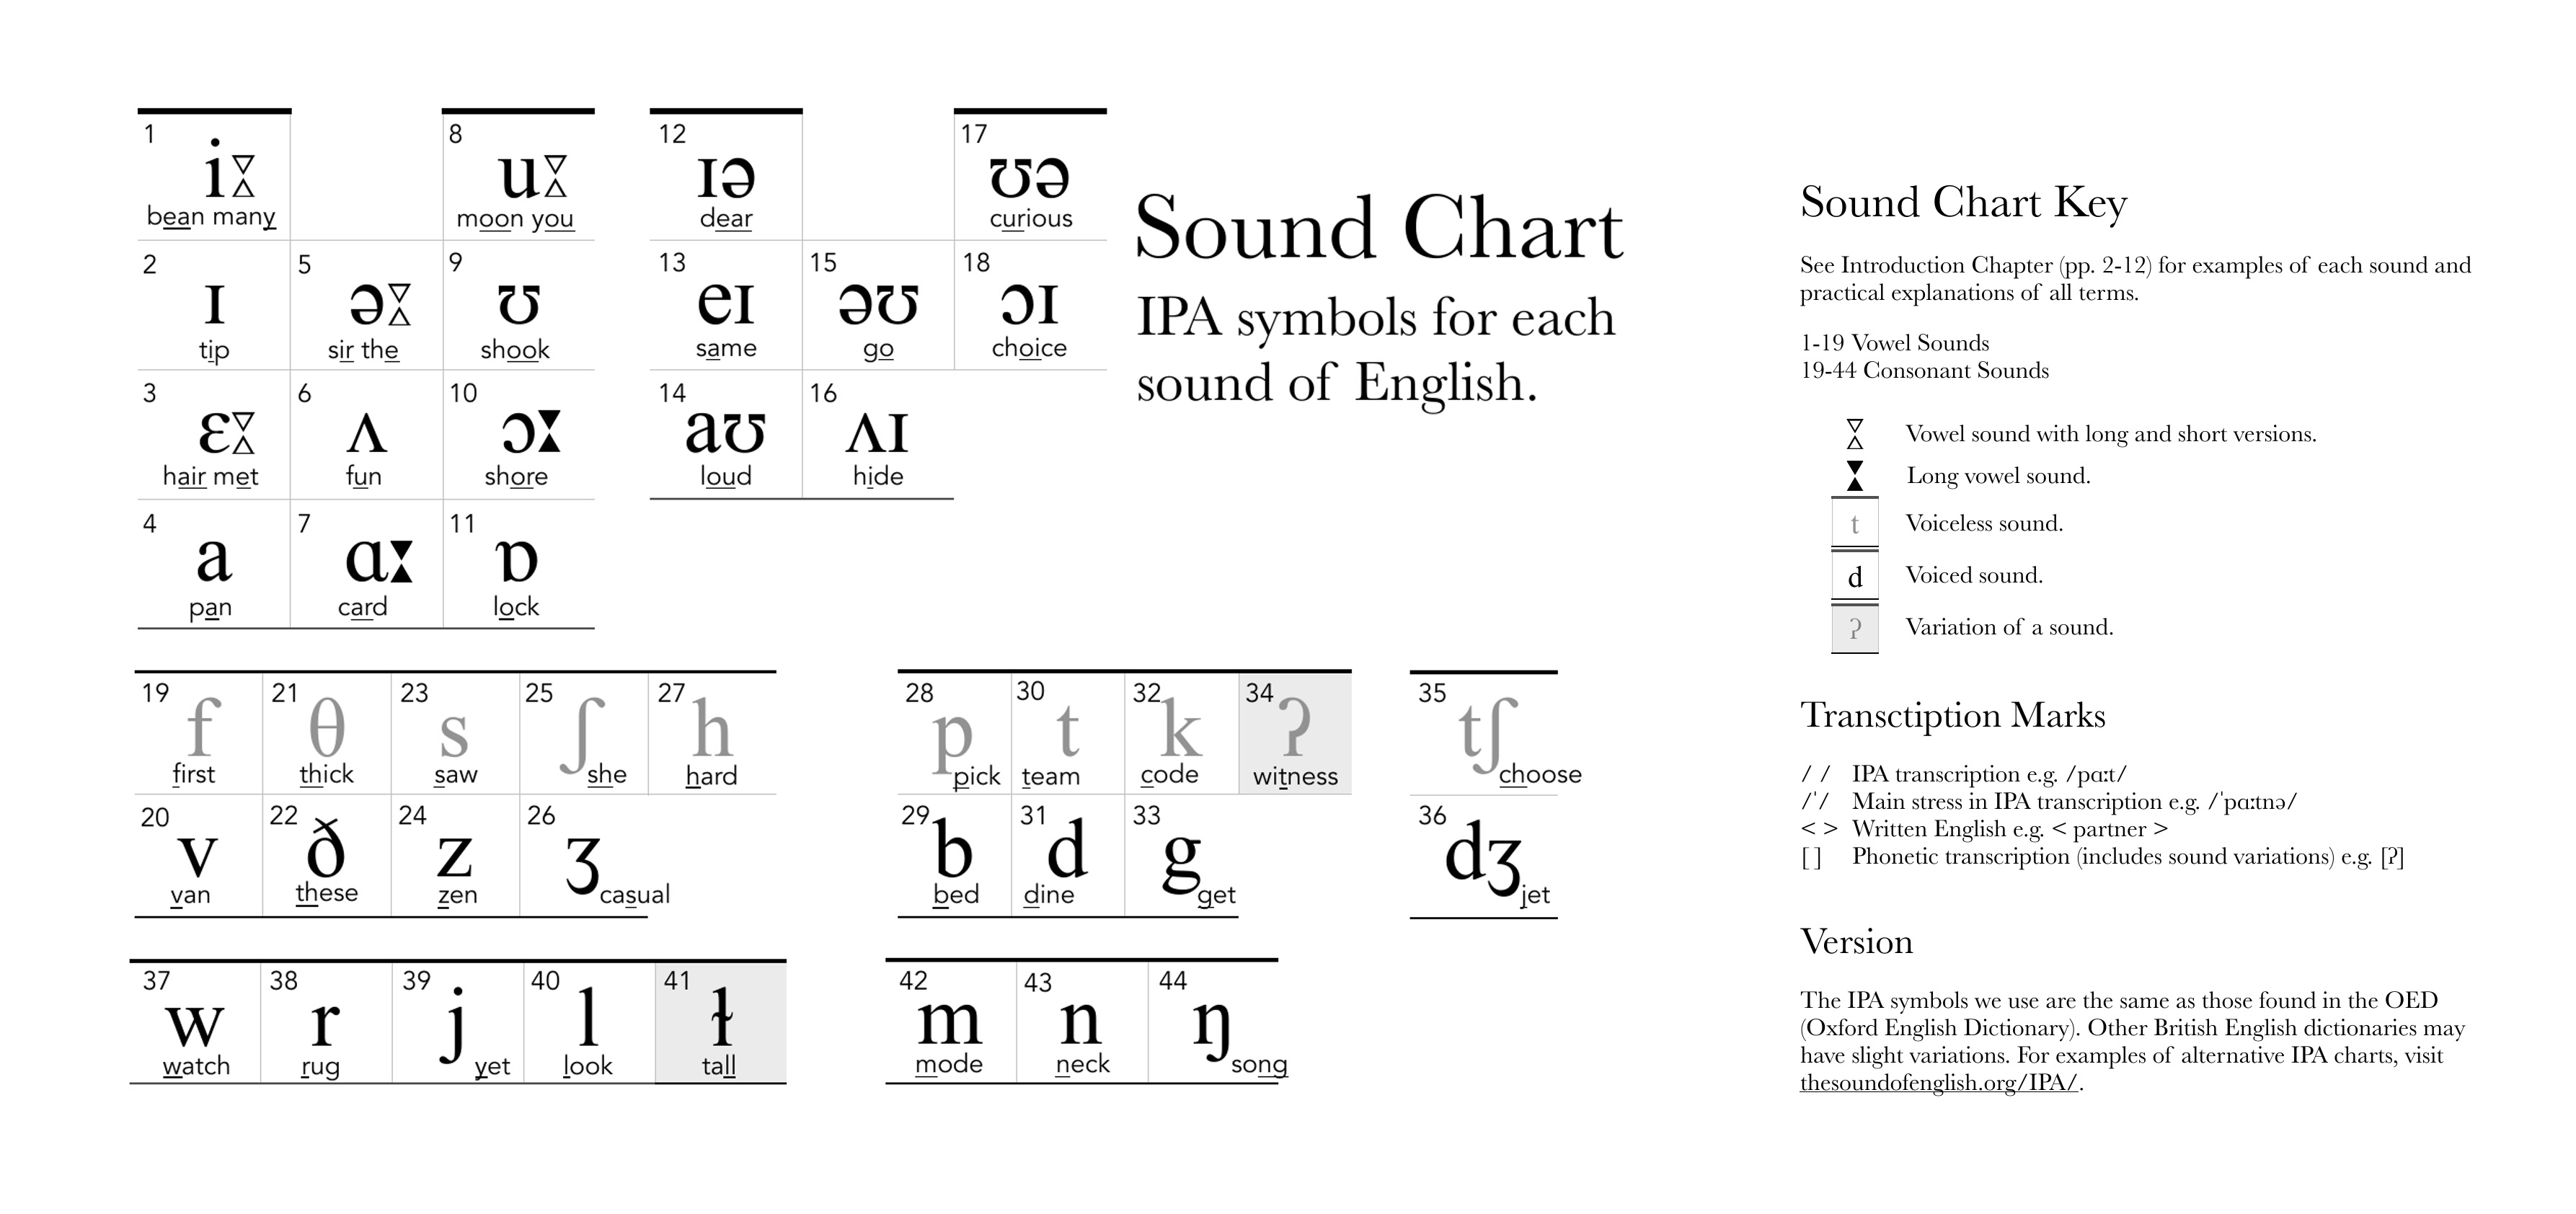 1 8 12 17
iː uː ɪə ʊə
bean many moon you dear curious
2 5 9 13 15 18
ɪ əː ʊ eɪ əʊ ɔɪ
tip sir the shook same go choice
3 6 10 14 16
ɛː ʌ ɔː aʊ ʌɪ
hair met fun shore loud hide
4 7 11
a ɑː ɒ
pan card lock
Sound Chart
IPA symbols for each
sound of English.
19 21 23 25 27 28 30 32 34 35
f θ s ʃ h p t k ʔ tʃ
first thick saw she hard pick team code witness choose
20 22 24 26 29 31 33 36
v ð z ʒ b d g dʒ
van these zen casual bed dine get jet
37 38 39 40 41 42 43 44
w r j l ɫ m n ŋ
watch rug yet look tall mode neck song
Sound Chart Key
See Introduction Chapter (pp. 2-12) for examples of each sound and
practical explanations of all terms.
1-19 Vowel Sounds
19-44 Consonant Sounds
Vowel sound with long and short versions.
Long vowel sound.
t Voiceless sound.
d Voiced sound.
ʔ Variation of a sound.
Transctiption Marks
/ / IPA transcription e.g. /pɑːt/
/ˈ/ Main stress in IPA transcription e.g. /ˈpɑːtnə/
< > Written English e.g. < partner >
[ ] Phonetic transcription (includes sound variations) e.g. [ʔ]
Version
The IPA symbols we use are the same as those found in the OED
(Oxford English Dictionary). Other British English dictionaries may
have slight variations. For examples of alternative IPA charts, visit
thesoundofenglish.org/IPA/.